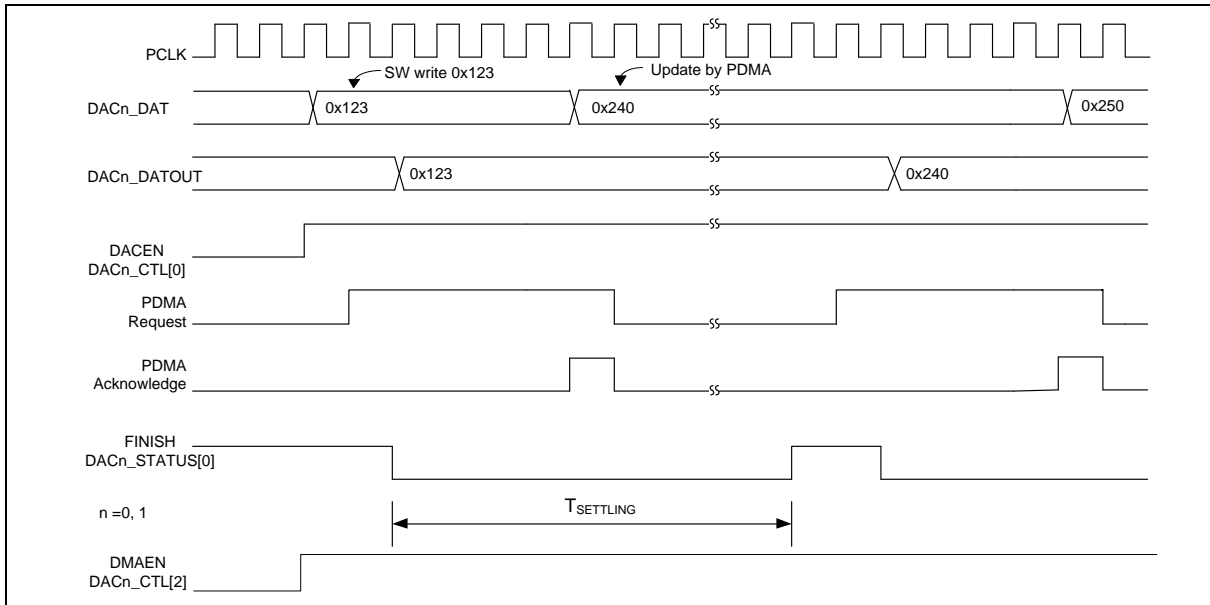 PCLK
SW write 0x123
Update by PDMA
DACn_DAT
0x123
0x240
0x250
DACn_DATOUT
0x123
0x240
DACEN
DACn_CTL[0]
PDMA
Request
PDMA
Acknowledge
FINISH
DACn_STATUS[0]
n =0, 1
TSETTLING
DMAEN
DACn_CTL[2]